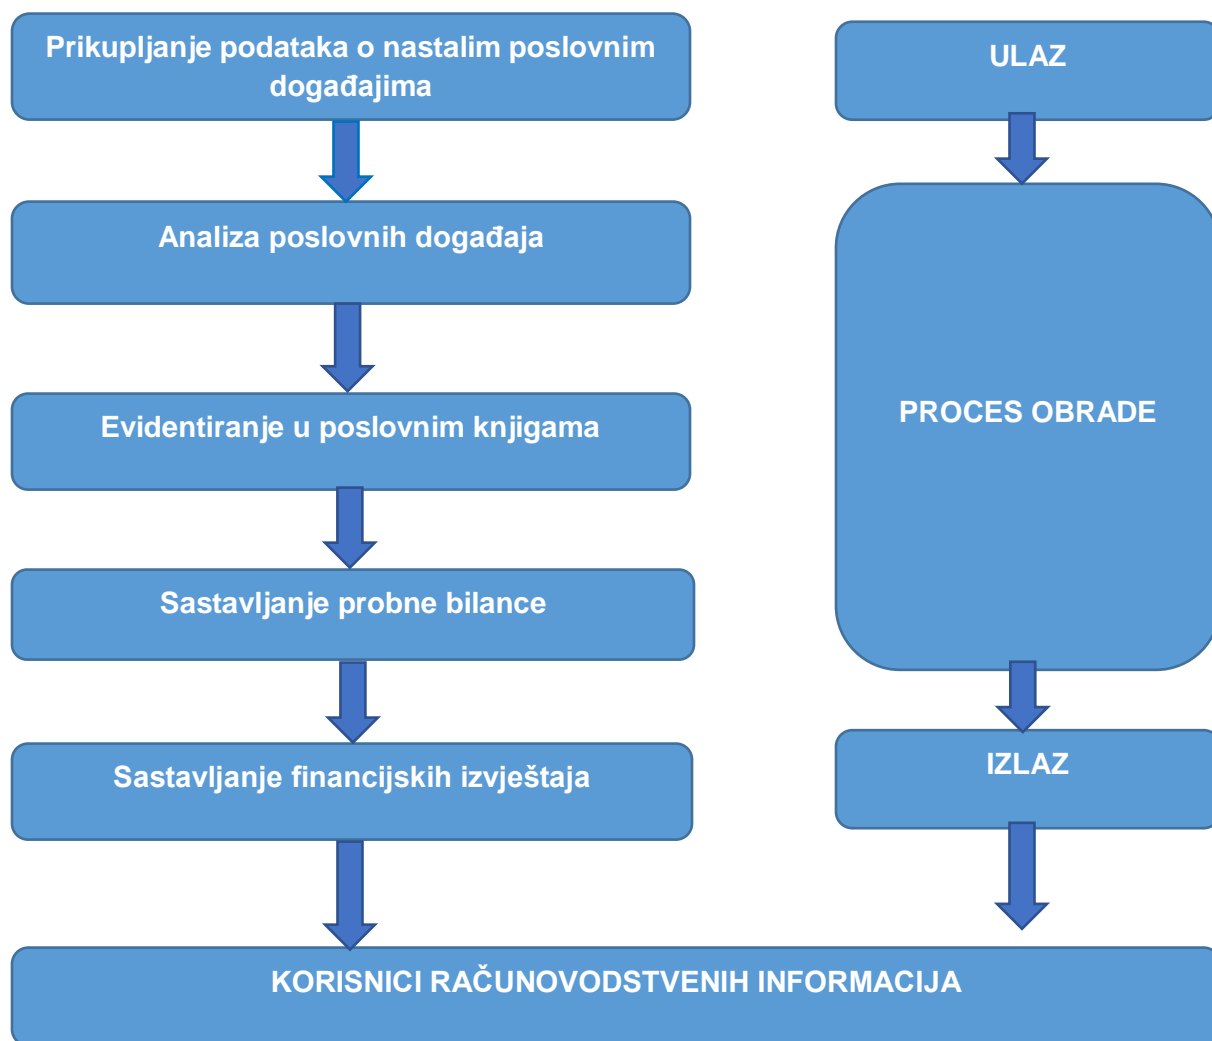 Prikupljanje podataka o nastalim poslovnim
događajima
ULAZ
Analiza poslovnih događaja
Evidentiranje u poslovnim knjigama
PROCES OBRADE
Sastavljanje probne bilance
Sastavljanje financijskih izvještaja
IZLAZ
KORISNICI RAČUNOVODSTVENIH INFORMACIJA